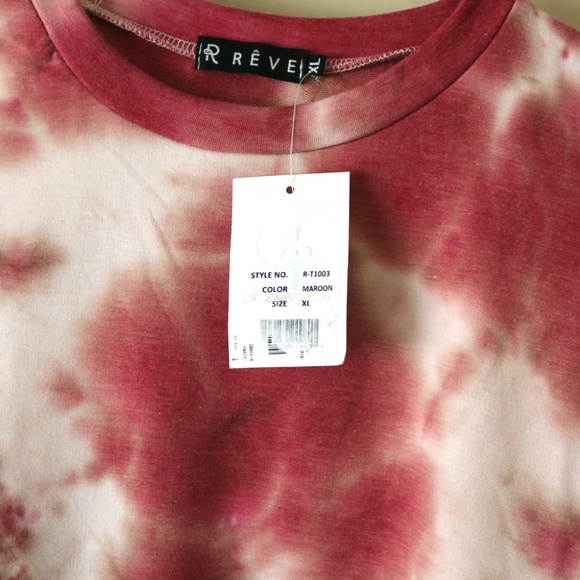 R RÊVE XL
STYLE NO. R-T1003
COLOR MAROON
SIZE XL